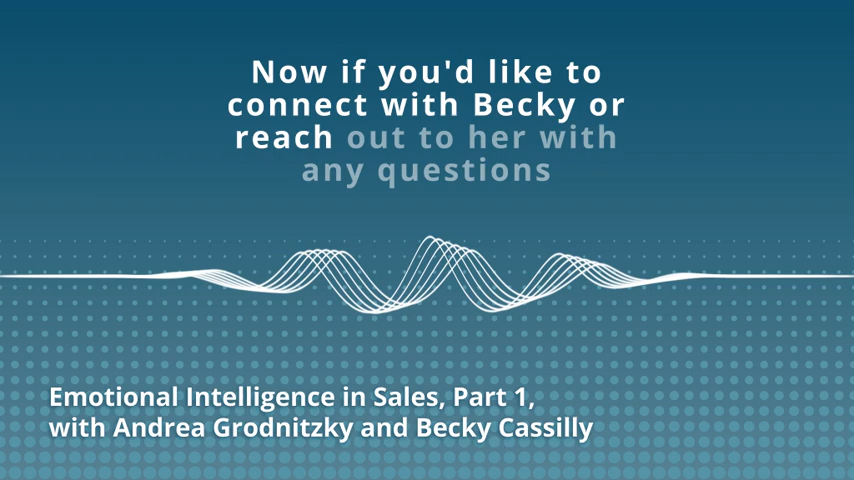 Now if you'd like to
connect with Becky or
reach out to her with
any questions
Emotional Intelligence in Sales, Part 1,
with Andrea Grodnitzky and Becky Cassilly